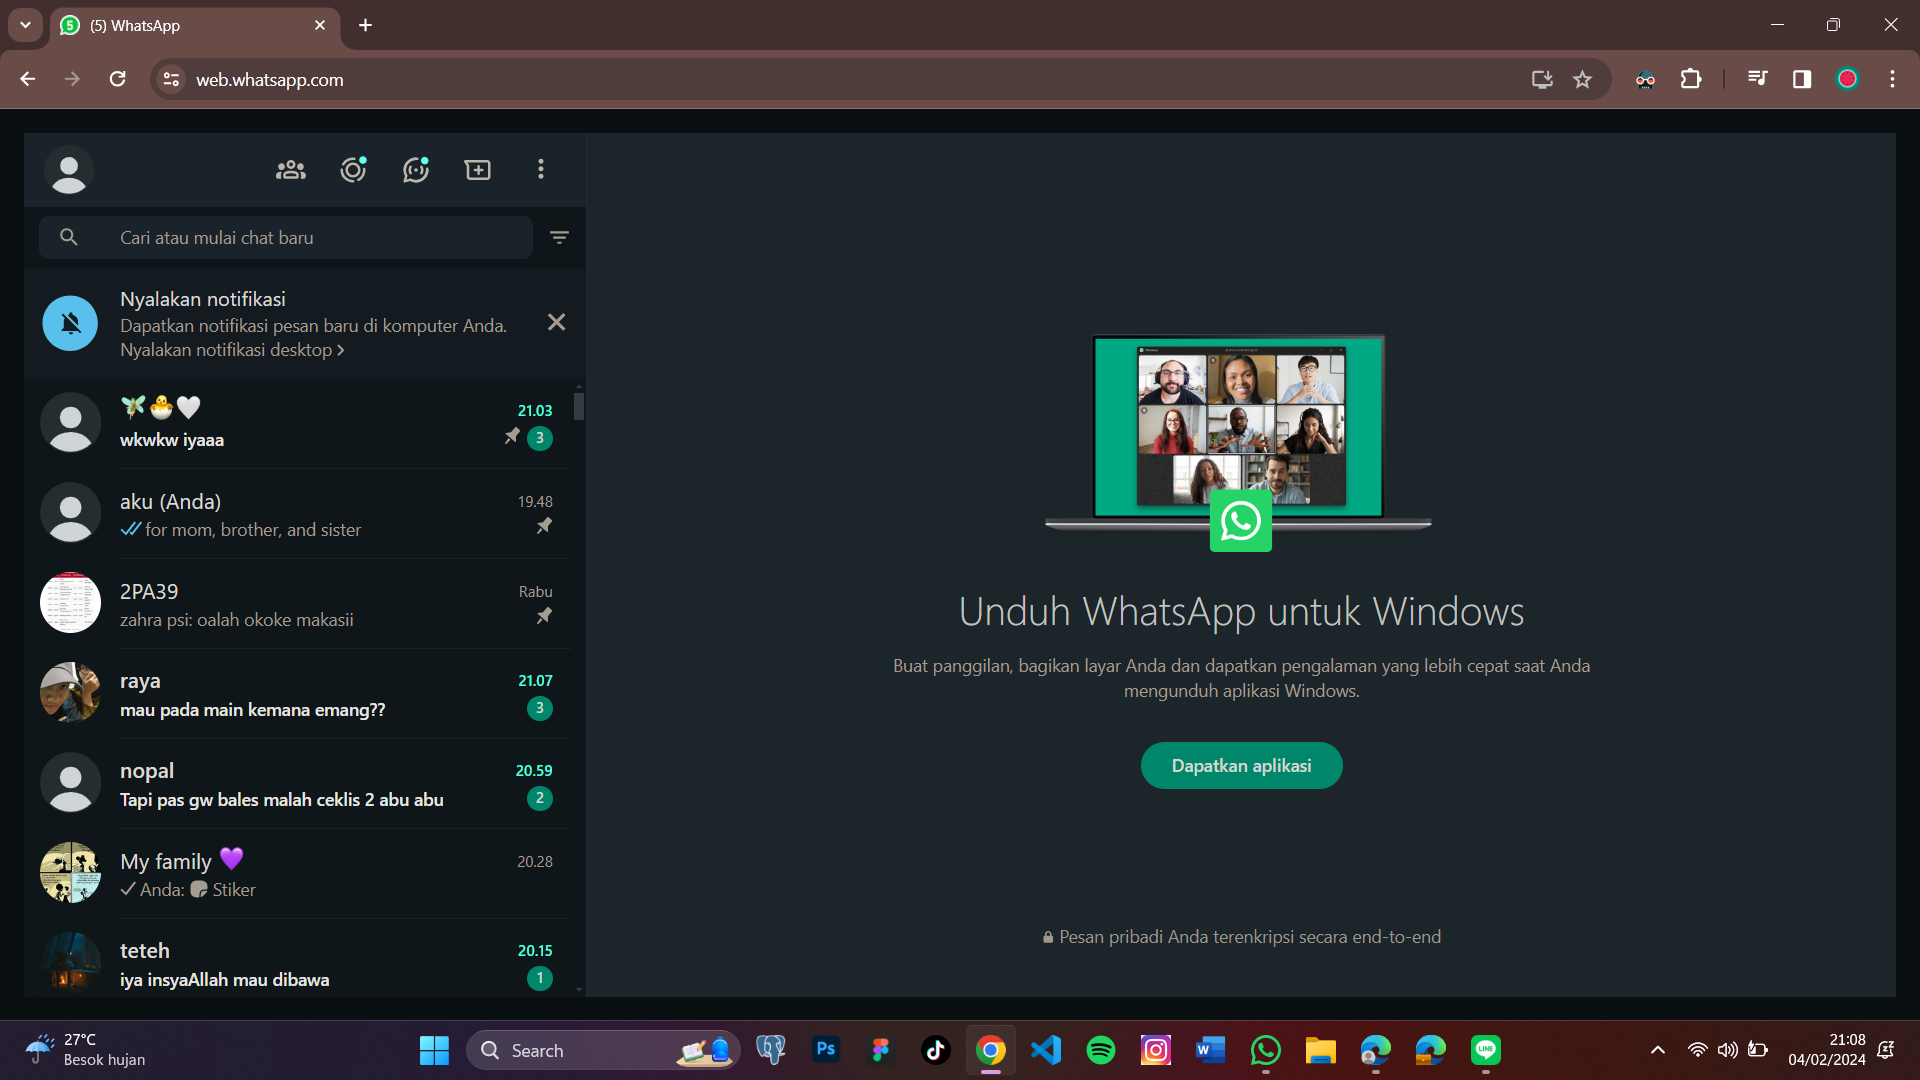 (5) WhatsApp
web.whatsapp.com
Cari atau mulai chat baru
Nyalakan notifikasi
Dapatkan notifikasi pesan baru di komputer Anda.
Nyalakan notifikasi desktop >
🧚🐣🤍 21.03
wkwkw iyaaa 3
aku (Anda) 19.48
for mom, brother, and sister
2PA39 Rabu
zahra psi: oalah okoke makasii
raya 21.07
mau pada main kemana emang?? 3
nopal 20.59
Tapi pas gw bales malah ceklis 2 abu abu 2
My family 💜 20.28
Anda: Stiker
teteh 20.15
iya insyaAllah mau dibawa 1
Unduh WhatsApp untuk Windows
Buat panggilan, bagikan layar Anda dan dapatkan pengalaman yang lebih cepat saat Anda
mengunduh aplikasi Windows.
Dapatkan aplikasi
Pesan pribadi Anda terenkripsi secara end-to-end
27°C
Besok hujan
Search
Ps
W
LINE
21:08
04/02/2024